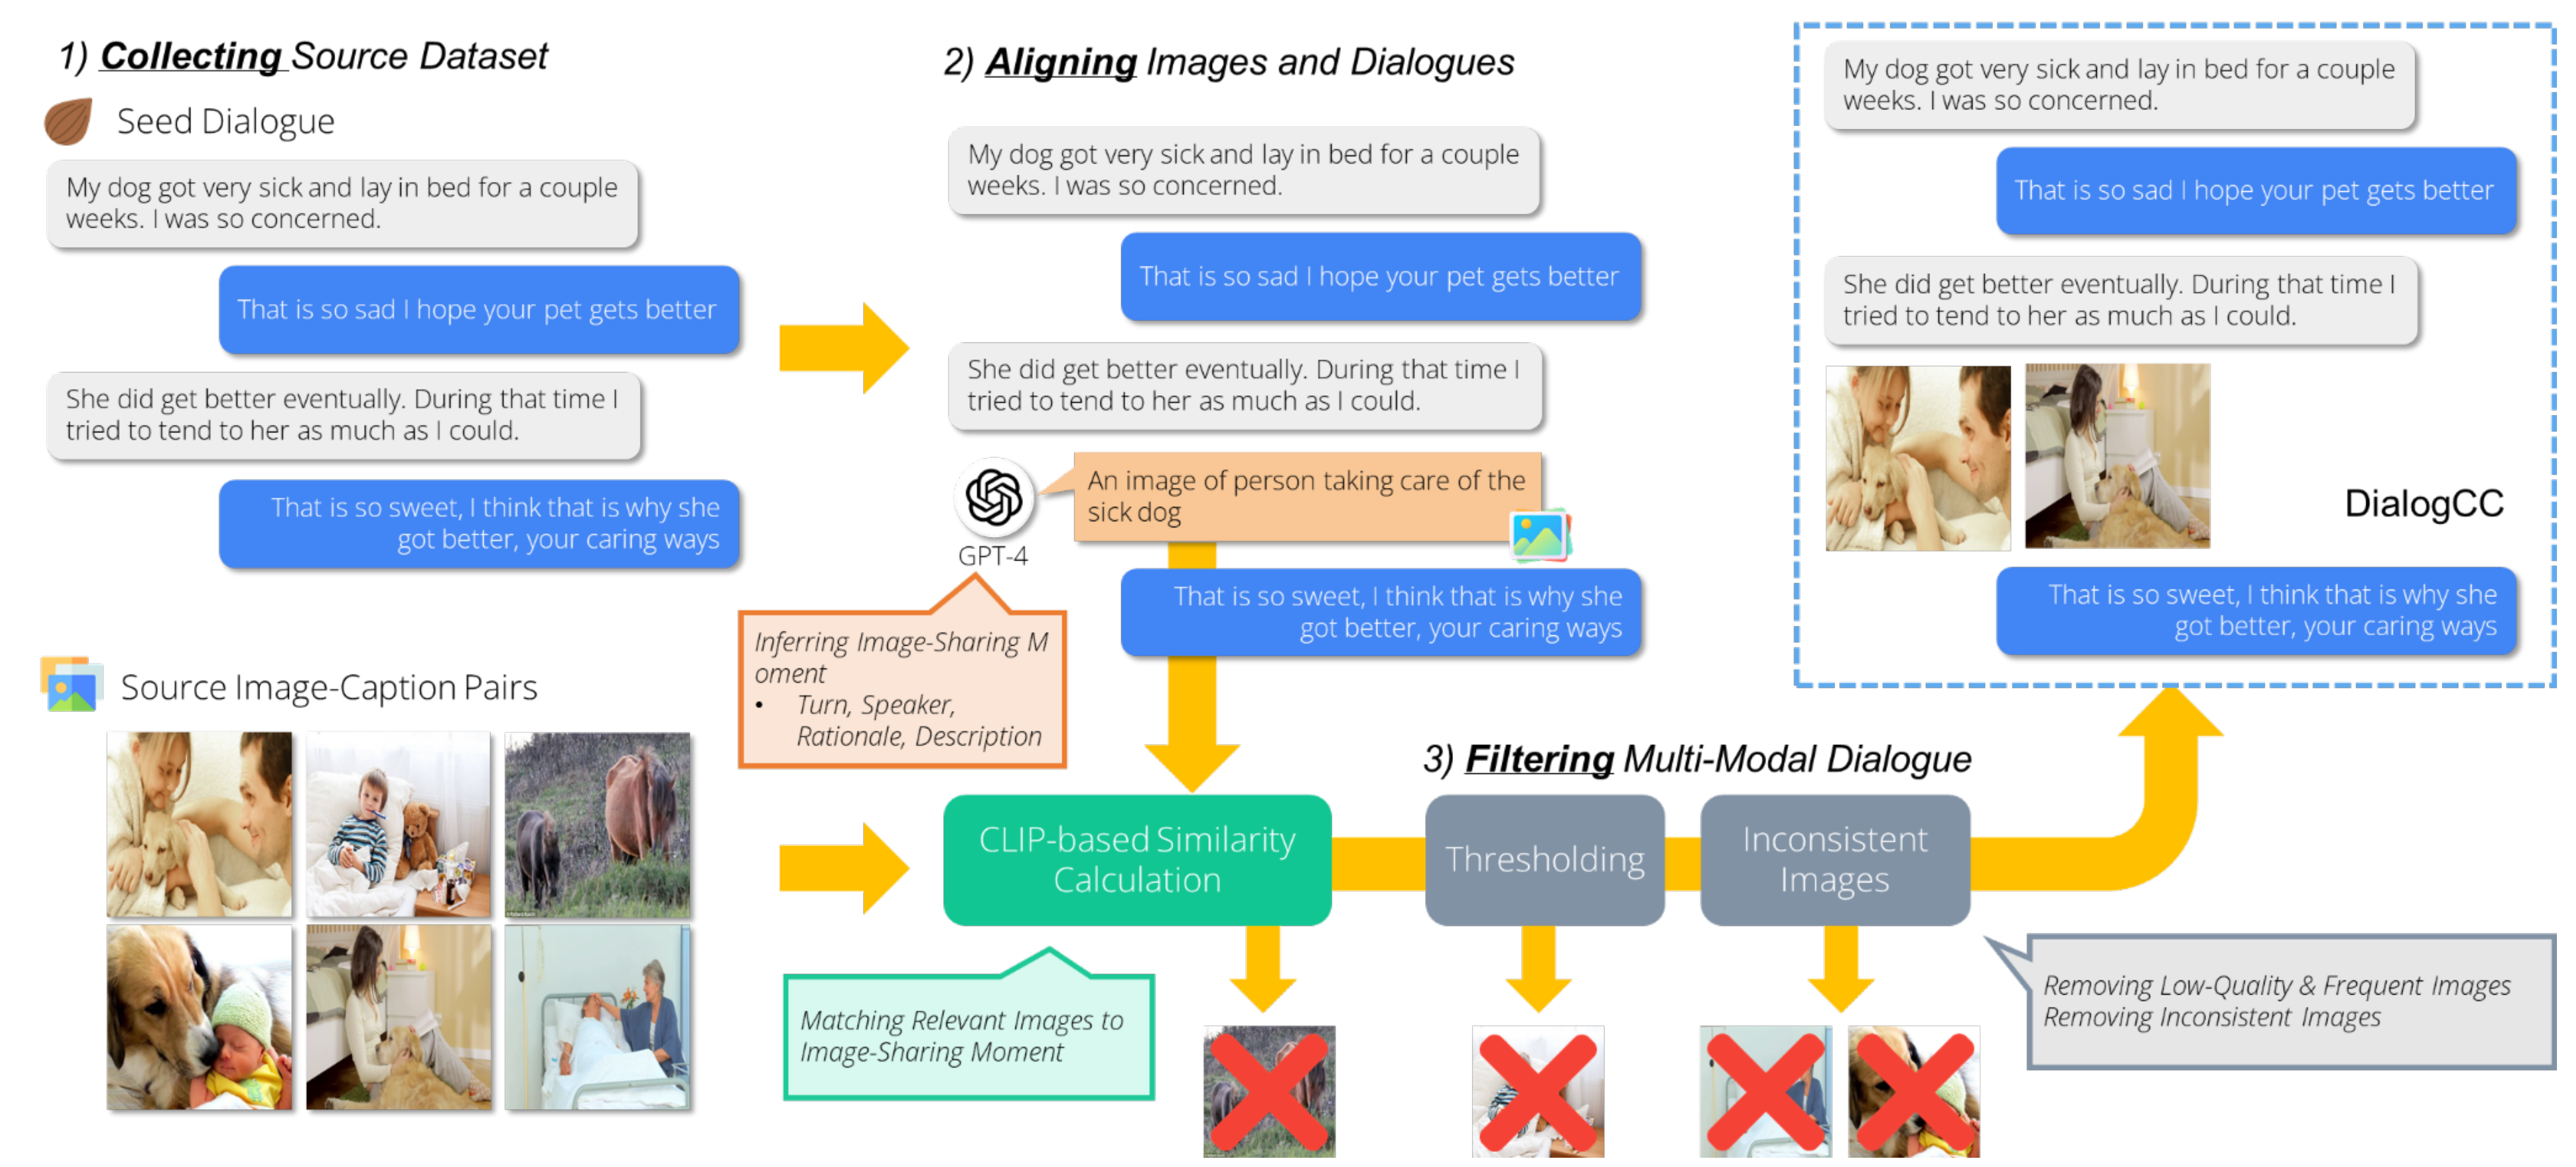 1) Collecting Source Dataset
Seed Dialogue
My dog got very sick and lay in bed for a couple
weeks. I was so concerned.
That is so sad I hope your pet gets better
She did get better eventually. During that time I
tried to tend to her as much as I could.
That is so sweet, I think that is why she
got better, your caring ways
Source Image-Caption Pairs
2) Aligning Images and Dialogues
My dog got very sick and lay in bed for a couple
weeks. I was so concerned.
That is so sad I hope your pet gets better
She did get better eventually. During that time I
tried to tend to her as much as I could.
An image of person taking care of the
sick dog
GPT-4
That is so sweet, I think that is why she
got better, your caring ways
Inferring Image-Sharing M
oment
• Turn, Speaker,
Rationale, Description
CLIP-based Similarity
Calculation
Matching Relevant Images to
Image-Sharing Moment
3) Filtering Multi-Modal Dialogue
Thresholding
Inconsistent
Images
Removing Low-Quality & Frequent Images
Removing Inconsistent Images
My dog got very sick and lay in bed for a couple
weeks. I was so concerned.
That is so sad I hope your pet gets better
She did get better eventually. During that time I
tried to tend to her as much as I could.
DialogCC
That is so sweet, I think that is why she
got better, your caring ways